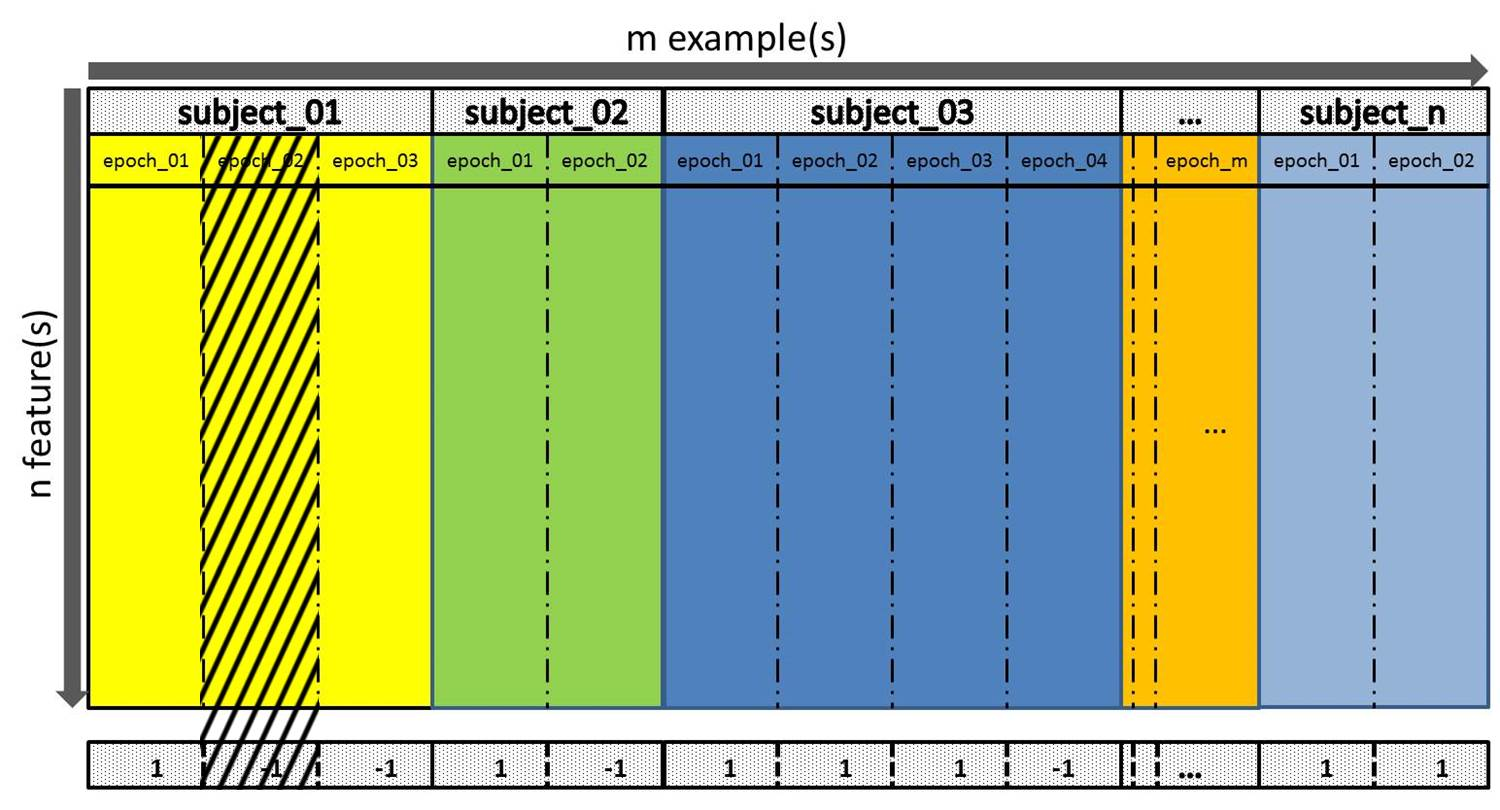 m example(s)
subject_01 subject_02 subject_03 ... subject_n
epoch_01 epoch_02 epoch_03 epoch_01 epoch_02 epoch_01 epoch_02 epoch_03 epoch_04 epoch_m epoch_01 epoch_02
n feature(s)
...
1 -1 -1 1 -1 1 1 1 -1 ... 1 1